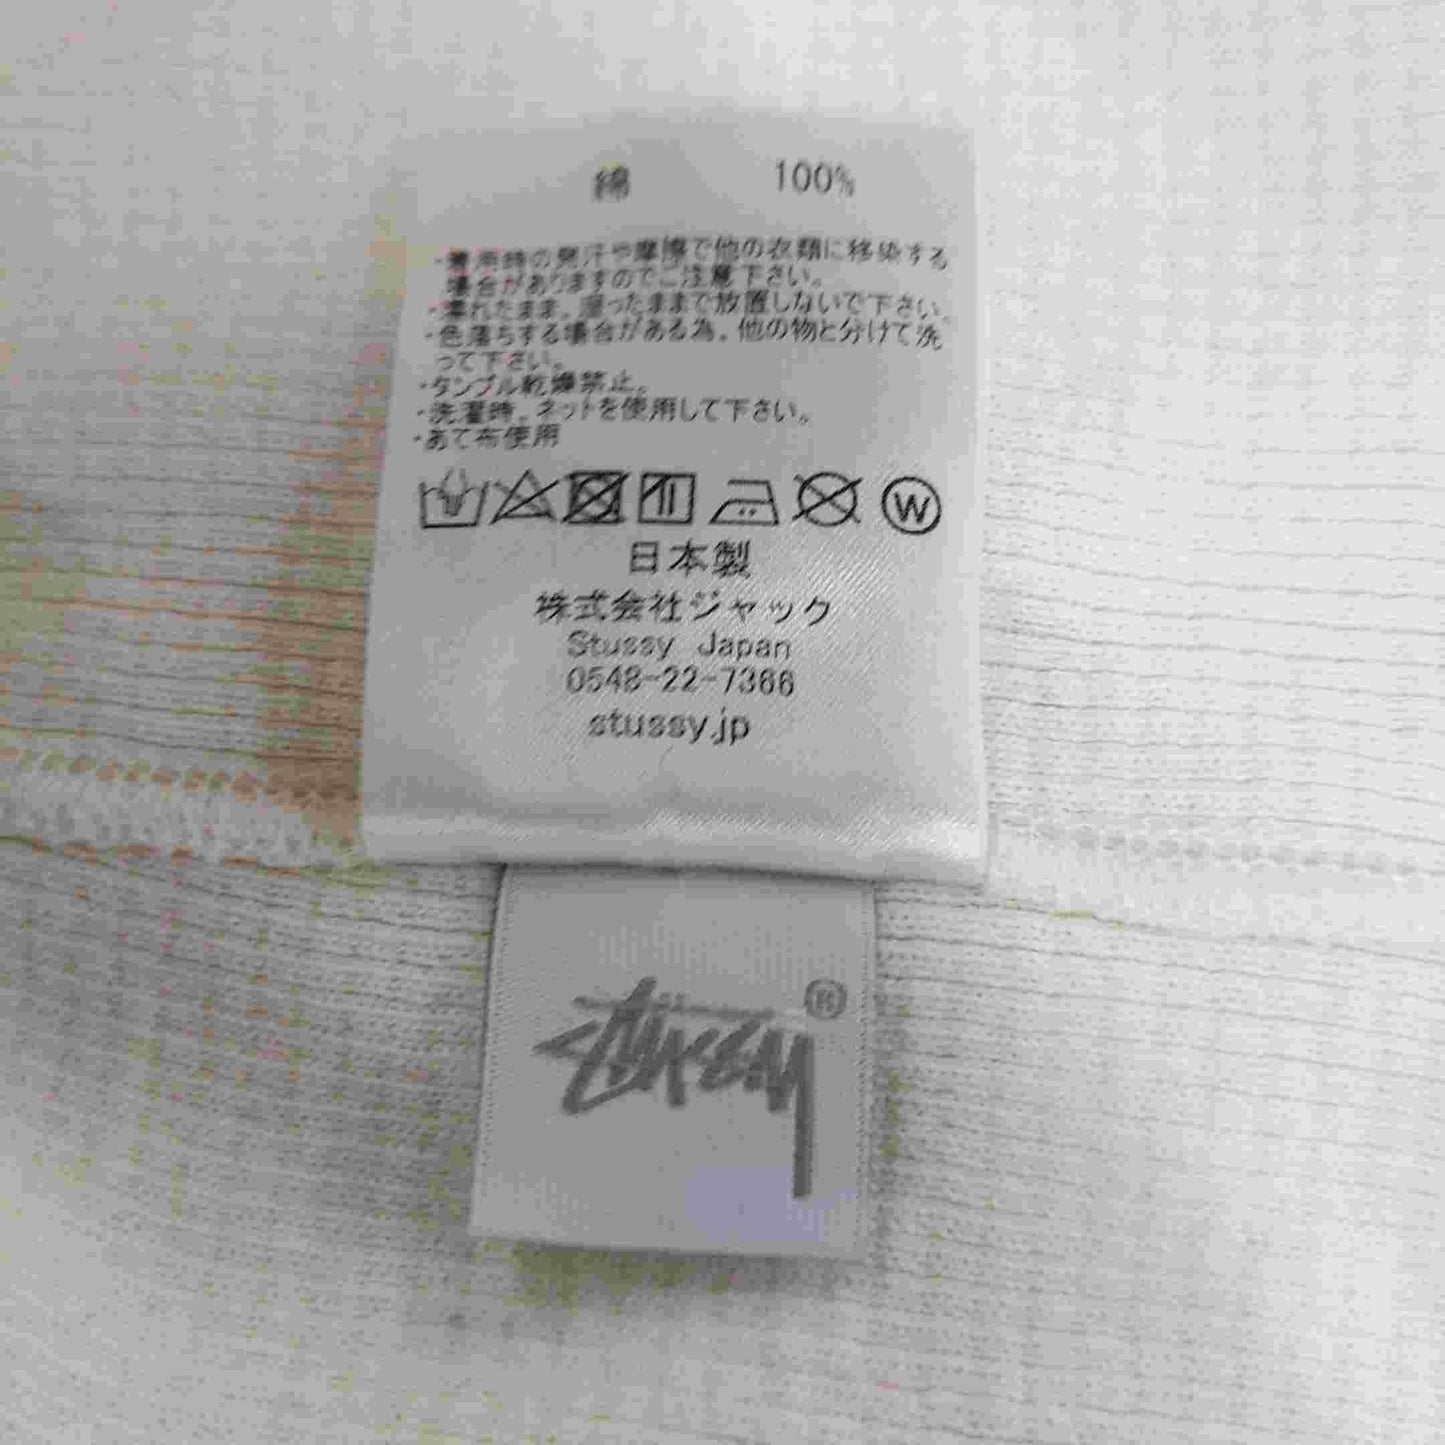 綿 100%
・着用時の発汗や摩擦で他の衣類に移染する
場合がありますのでご注意下さい。
・濡れたまま、湿ったままで放置しないで下さい。
・色落ちする場合がある為、他の物と分けて洗
って下さい。
・タンブル乾燥禁止。
・洗濯時、ネットを使用して下さい。
・あて布使用
W
日本製
株式会社ジャック
Stussy Japan
0548-22-7366
stussy.jp
Stüssy ®